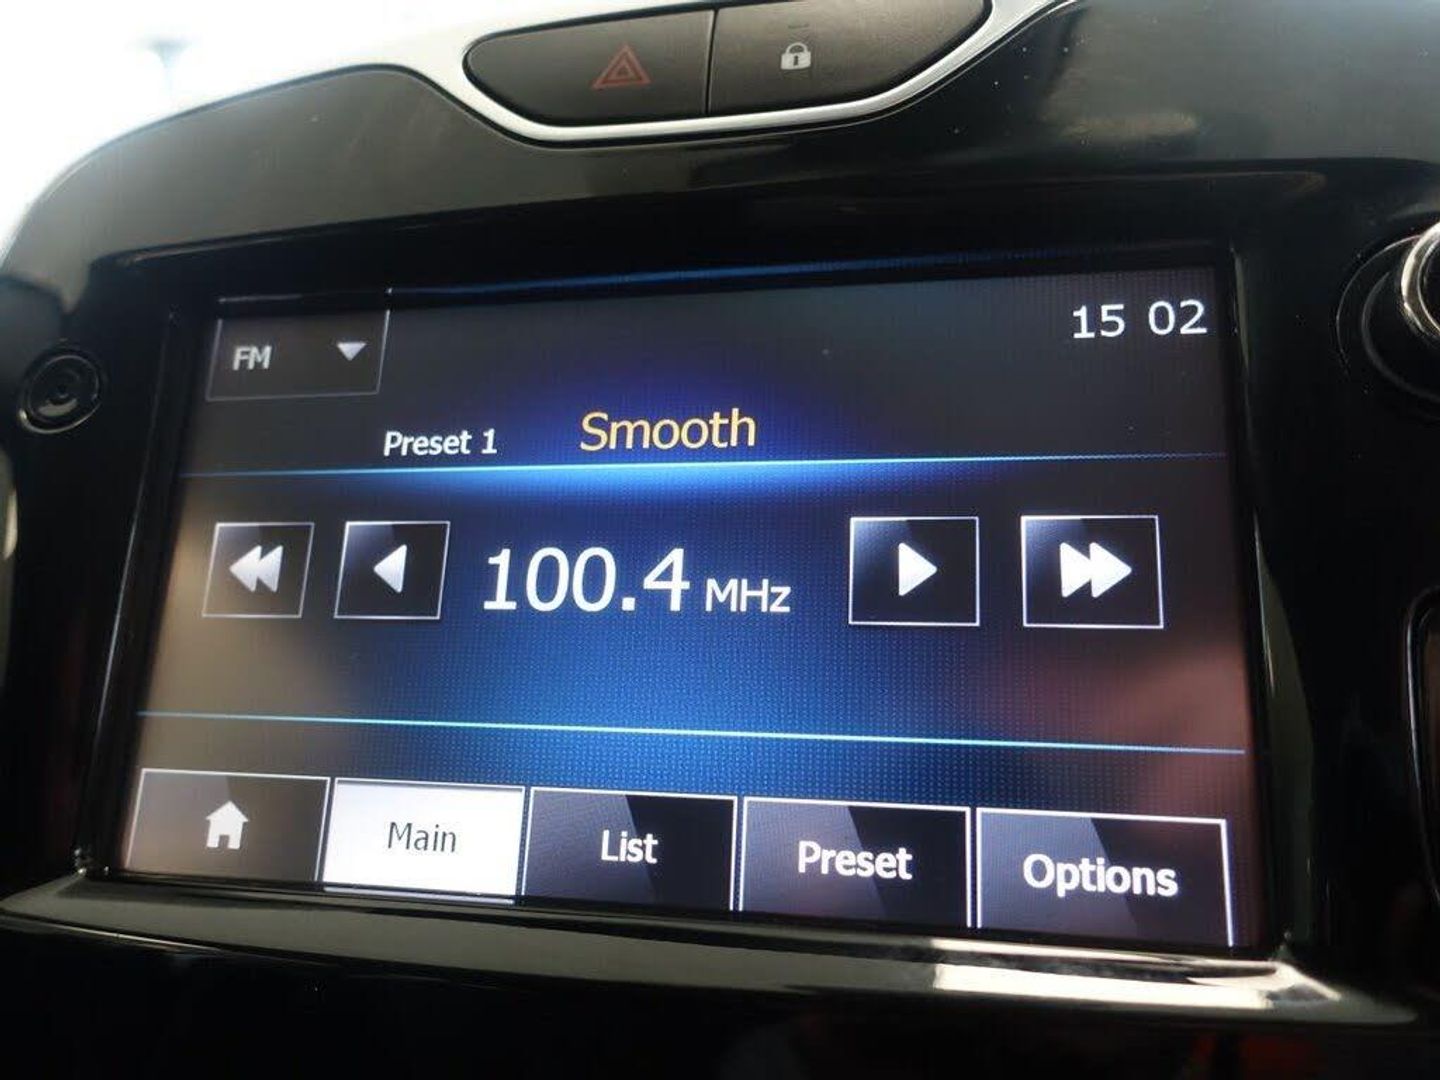 15 02
FM
Preset 1 Smooth
100.4 MHz
Main List Preset Options